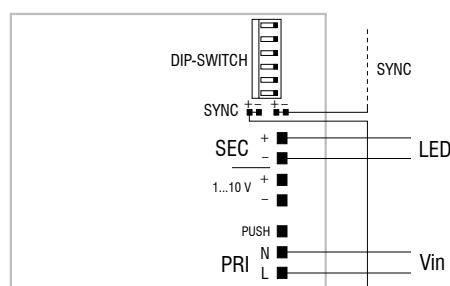 DIP-SWITCH
SYNC
SYNC + - + -
SEC + LED
-
1...10 V +
-
PUSH
N
PRI Vin
L